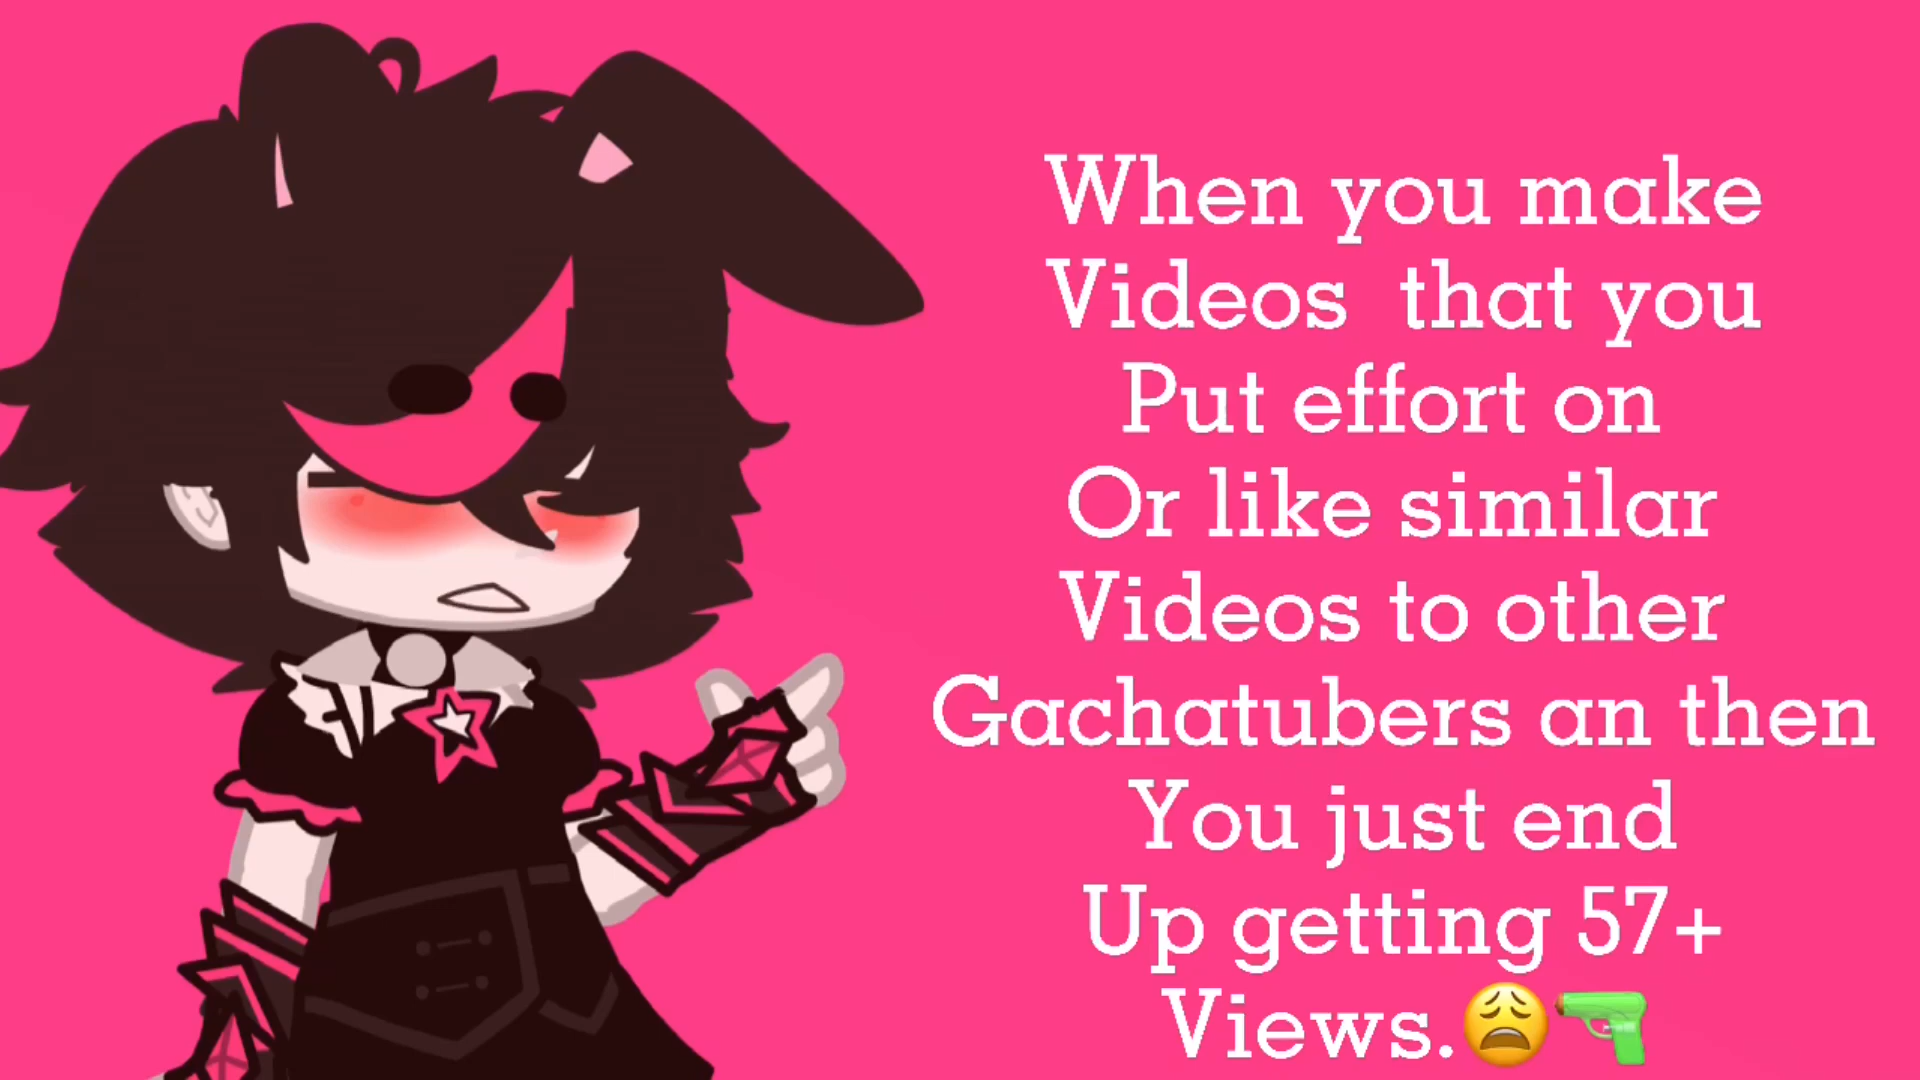 When you make
Videos  that you
Put effort on
Or like similar
Videos to other
Gachatubers an then
You just end
Up getting 57+
Views.😩🔫